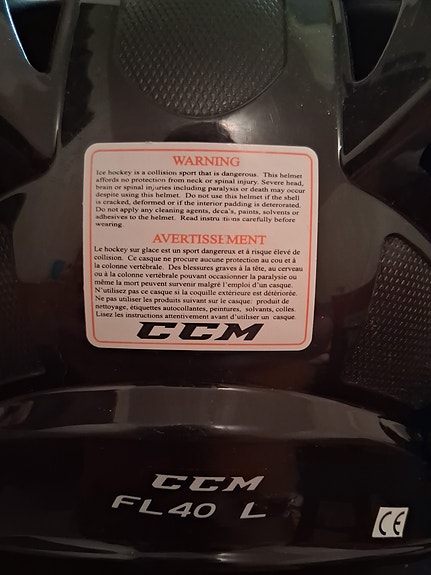 WARNING
Ice hockey is a collision sport that is dangerous. This helmet
affords no protection from neck or spinal injury. Severe head,
brain or spinal injuries including paralysis or death may occur
despite using this helmet. Do not use this helmet if the shell
is cracked, deformed or if the interior padding is deteriorated.
Do not apply any cleaning agents, deca's, paints, solvents or
adhesives to the helmet. Read instructions carefully before
wearing.
AVERTISSEMENT
Le hockey sur glace est un sport dangereux et à risque élevé de
collision. Ce casque ne procure aucune protection au cou et à
la colonne vertébrale. Des blessures graves à la tête, au cerveau
ou à la colonne vertébrale pouvant occasionner la paralysie ou
même la mort peuvent survenir malgré l'emploi d'un casque.
N'utilisez pas ce casque si la coquille extérieure est détériorée.
Ne pas utiliser les produits suivant sur le casque: produit de
nettoyage, étiquettes autocollantes, peintures, solvents, colles.
Lisez les instructions attentivement avant d'utiliser un casque.
CCM
CCM
FL40 L
CE